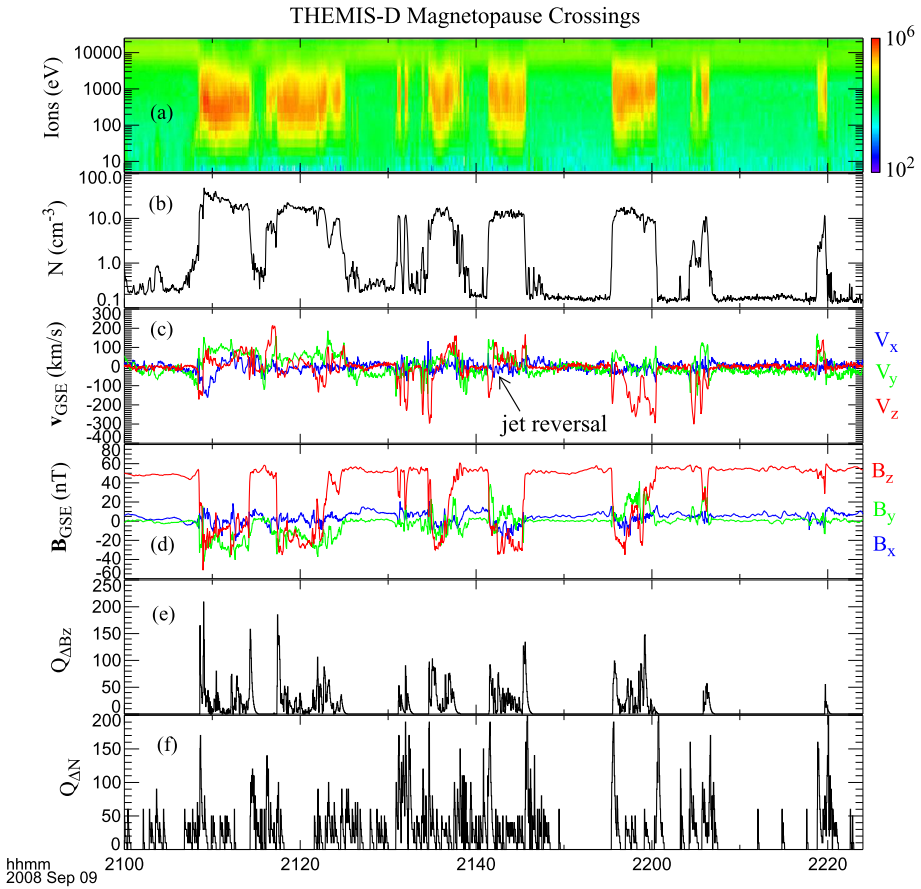 THEMIS-D Magnetopause Crossings
Ions (eV)
10000
1000
100
10
(a)
10^6
10^2
N (cm^-3)
100.0
10.0
1.0
0.1
(b)
v_GSE (km/s)
300
200
100
0
-100
-200
-300
-400
(c)
jet reversal
V_x
V_y
V_z
B_GSE (nT)
80
60
40
20
0
-20
-40
-60
(d)
B_z
B_y
B_x
Q_ΔBz
250
200
150
100
50
0
(e)
Q_ΔN
200
150
100
50
0
(f)
2100 2120 2140 2200 2220
hhmm
2008 Sep 09